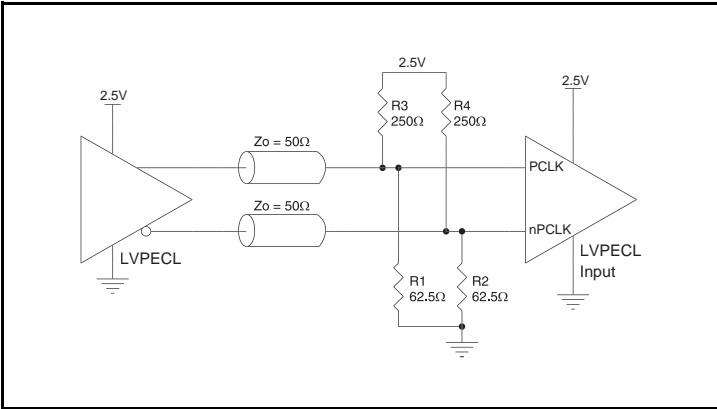 2.5V
2.5V
2.5V
R3
250Ω
R4
250Ω
Zo = 50Ω
PCLK
Zo = 50Ω
nPCLK
LVPECL
LVPECL
Input
R1
62.5Ω
R2
62.5Ω